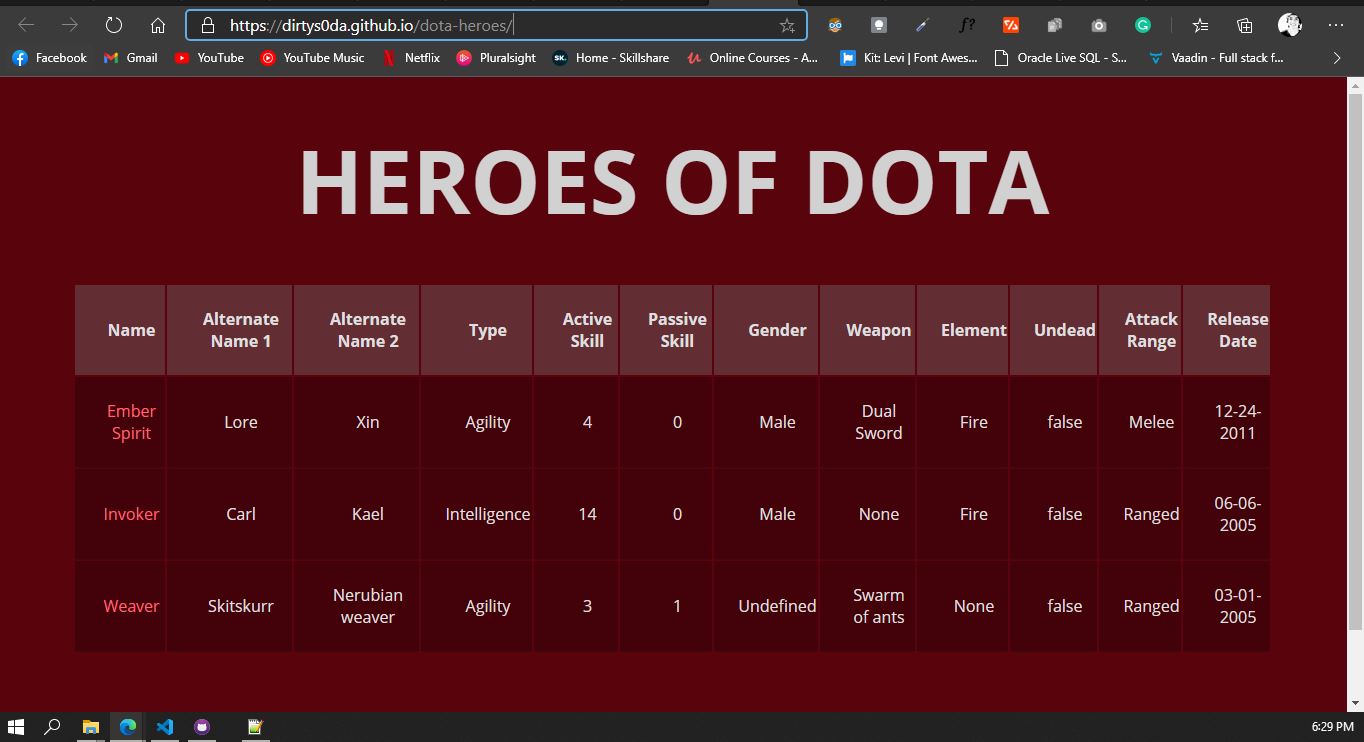 https://dirtys0da.github.io/dota-heroes/
Facebook Gmail YouTube YouTube Music Netflix Pluralsight Home - Skillshare Online Courses - A... Kit: Levi | Font Awes... Oracle Live SQL - S... Vaadin - Full stack f...
HEROES OF DOTA
Name Alternate Name 1 Alternate Name 2 Type Active Skill Passive Skill Gender Weapon Element Undead Attack Range Release Date
Ember Spirit Lore Xin Agility 4 0 Male Dual Sword Fire false Melee 12-24-2011
Invoker Carl Kael Intelligence 14 0 Male None Fire false Ranged 06-06-2005
Weaver Skitskurr Nerubian weaver Agility 3 1 Undefined Swarm of ants None false Ranged 03-01-2005
6:29 PM